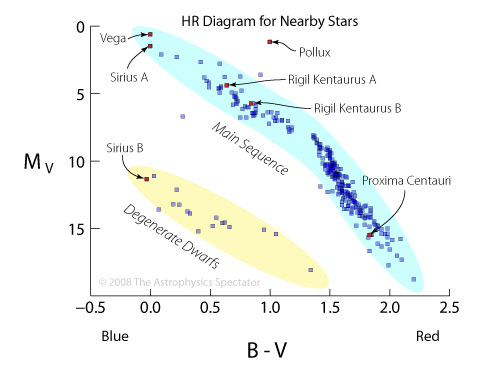 HR Diagram for Nearby Stars
0
Vega
Pollux
Sirius A
Rigil Kentaurus A
5
Rigil Kentaurus B
Main Sequence
Sirius B
10
MV
Proxima Centauri
15
Degenerate Dwarfs
© 2008 The Astrophysics Spectator
−0.5 0.0 0.5 1.0 1.5 2.0 2.5
Blue Red
B - V